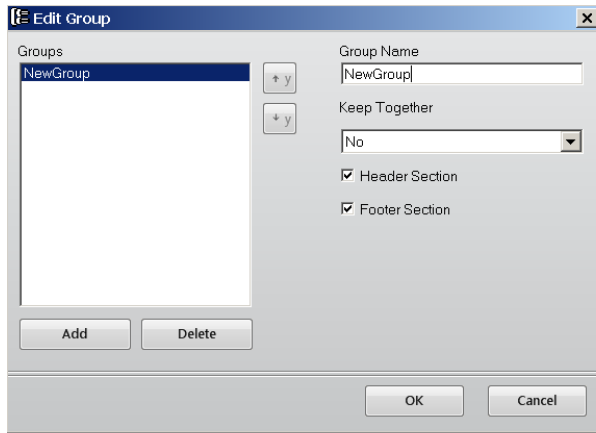 Edit Group
Groups
NewGroup
y
y
Add
Delete
Group Name
NewGroup
Keep Together
No
Header Section
Footer Section
OK
Cancel